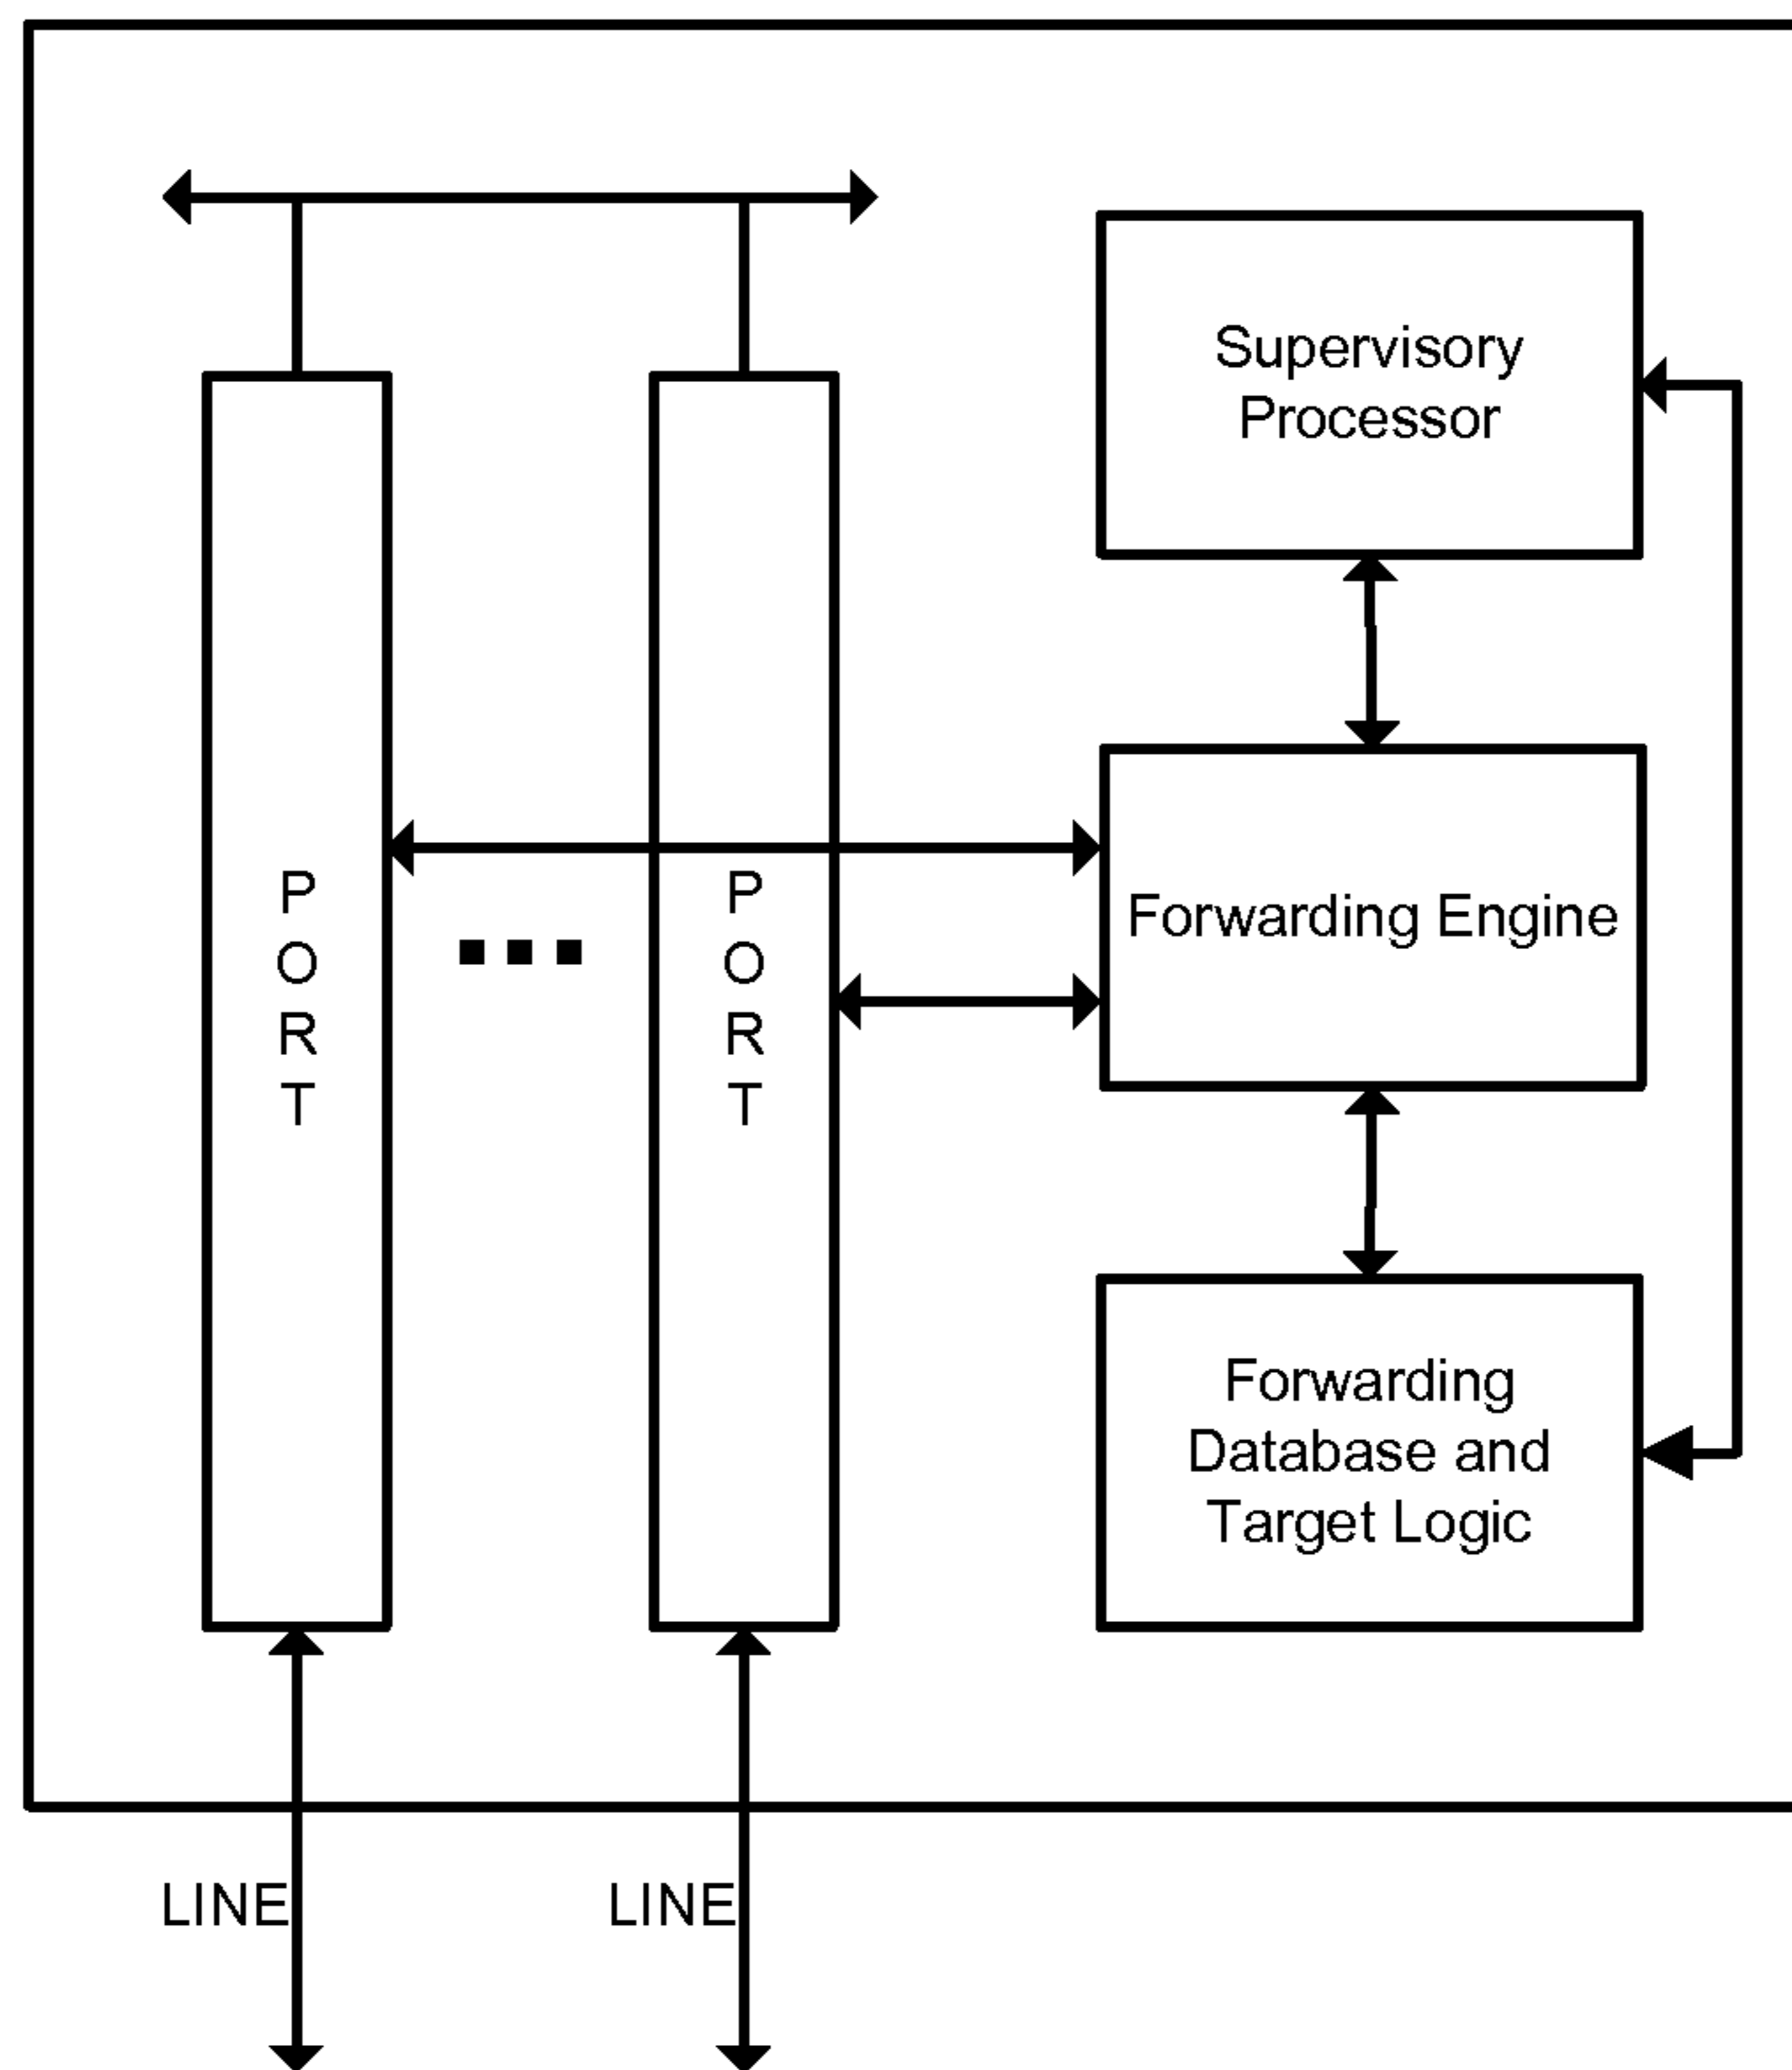 Supervisory
Processor
P
O
R
T
P
O
R
T
Forwarding Engine
Forwarding
Database and
Target Logic
LINE
LINE